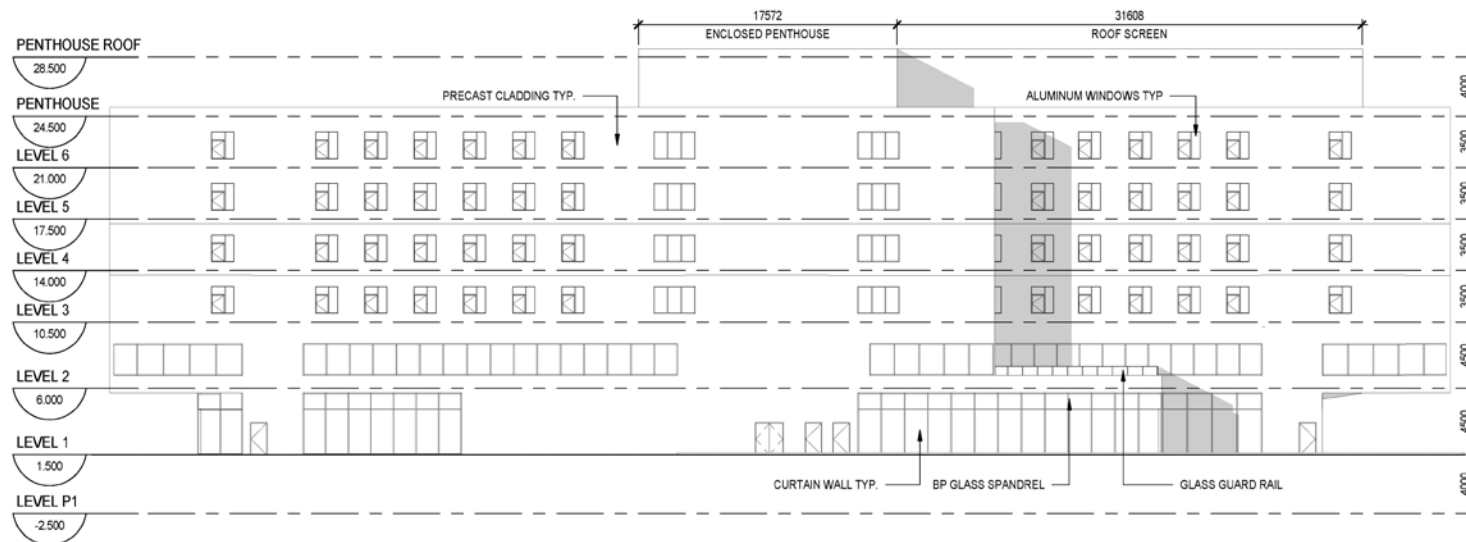 17572
31608
ENCLOSED PENTHOUSE
ROOF SCREEN
PENTHOUSE ROOF
28.500
4000
PRECAST CLADDING TYP.
ALUMINUM WINDOWS TYP
PENTHOUSE
24.500
3500
LEVEL 6
21.000
3500
LEVEL 5
17.500
3500
LEVEL 4
14.000
3500
LEVEL 3
10.500
4500
LEVEL 2
6.000
4500
LEVEL 1
1.500
CURTAIN WALL TYP.
BP GLASS SPANDREL
GLASS GUARD RAIL
4000
LEVEL P1
-2.500